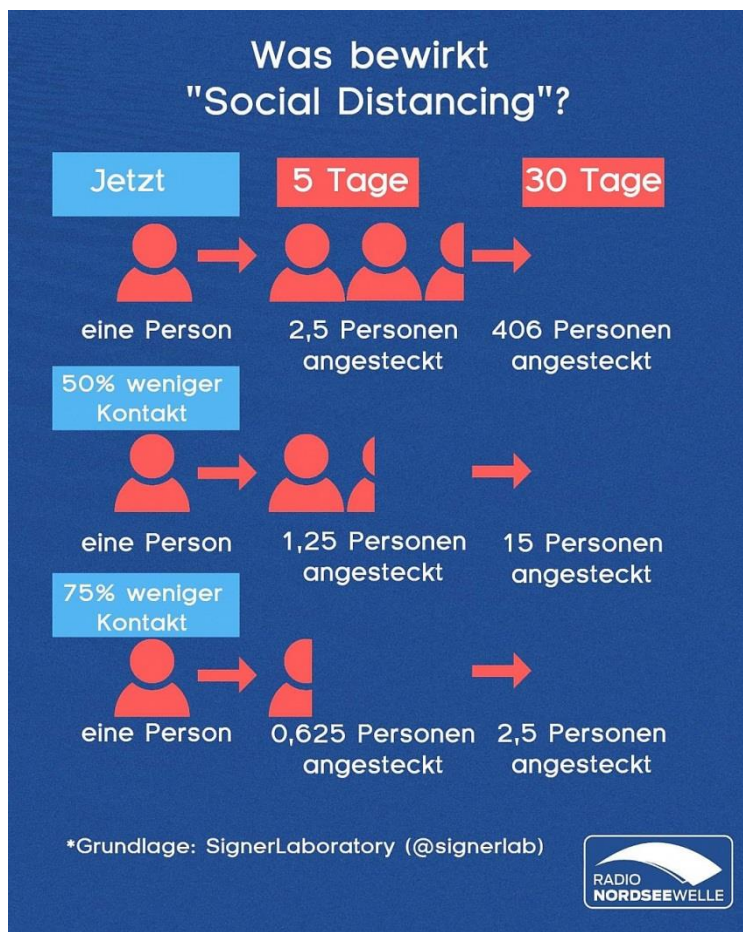 Was bewirkt
"Social Distancing"?
Jetzt
5 Tage
30 Tage
eine Person
2,5 Personen
angesteckt
406 Personen
angesteckt
50% weniger
Kontakt
eine Person
1,25 Personen
angesteckt
15 Personen
angesteckt
75% weniger
Kontakt
eine Person
0,625 Personen
angesteckt
2,5 Personen
angesteckt
*Grundlage: SignerLaboratory (@signerlab)
RADIO
NORDSEEWELLE